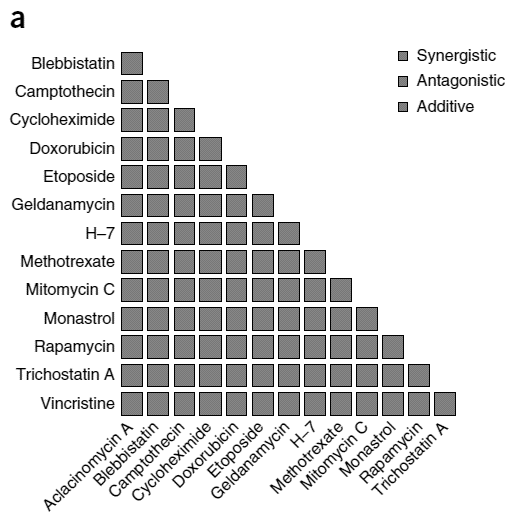 a
Synergistic
Antagonistic
Additive
Blebbistatin
Camptothecin
Cycloheximide
Doxorubicin
Etoposide
Geldanamycin
H–7
Methotrexate
Mitomycin C
Monastrol
Rapamycin
Trichostatin A
Vincristine
Aclacinomycin A
Blebbistatin
Camptothecin
Cycloheximide
Doxorubicin
Etoposide
Geldanamycin
H–7
Methotrexate
Mitomycin C
Monastrol
Rapamycin
Trichostatin A